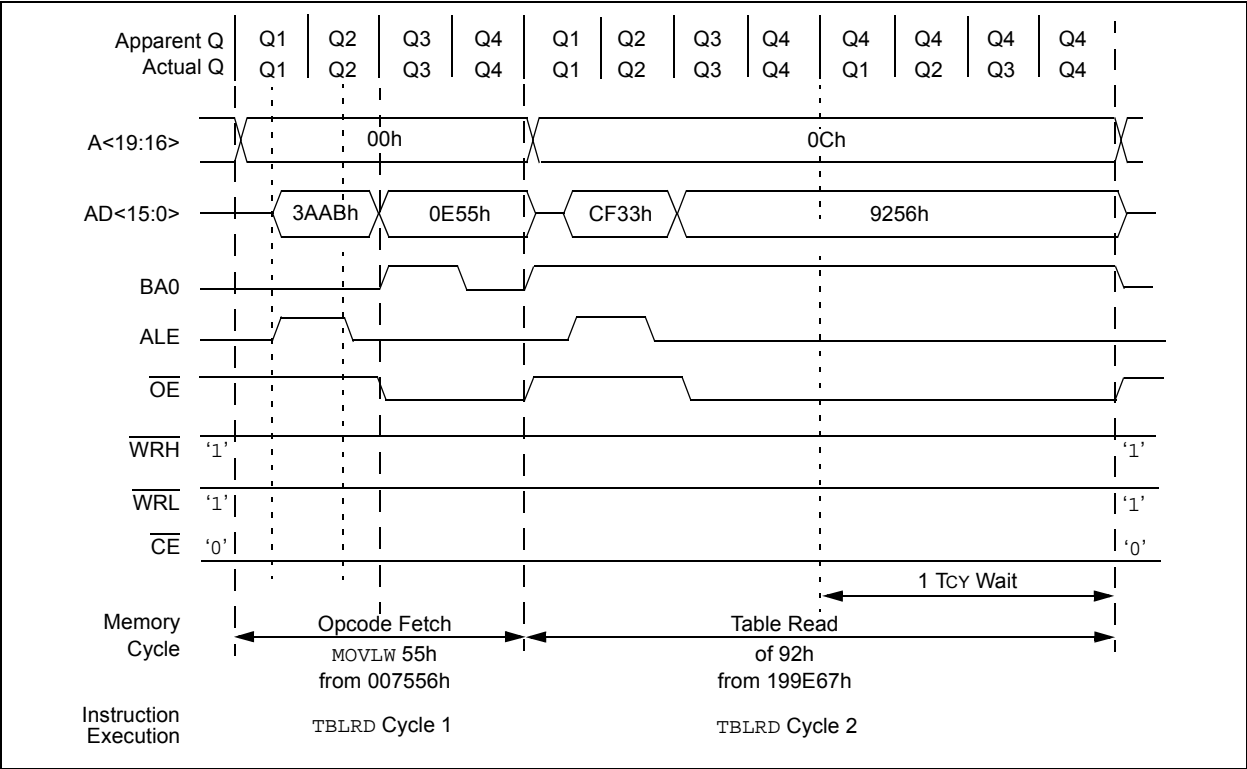 Apparent Q Q1 Q2 Q3 Q4 Q1 Q2 Q3 Q4 Q4 Q4 Q4 Q4
Actual Q Q1 Q2 Q3 Q4 Q1 Q2 Q3 Q4 Q1 Q2 Q3 Q4
A<19:16> 00h 0Ch
AD<15:0> 3AABh 0E55h CF33h 9256h
BA0
ALE
OE
WRH ‘1’ ‘1’
WRL ‘1’ ‘1’
CE ‘0’ ‘0’
1 TCY Wait
Memory Cycle
Opcode Fetch Table Read
MOVLW 55h of 92h
from 007556h from 199E67h
Instruction Execution
TBLRD Cycle 1 TBLRD Cycle 2